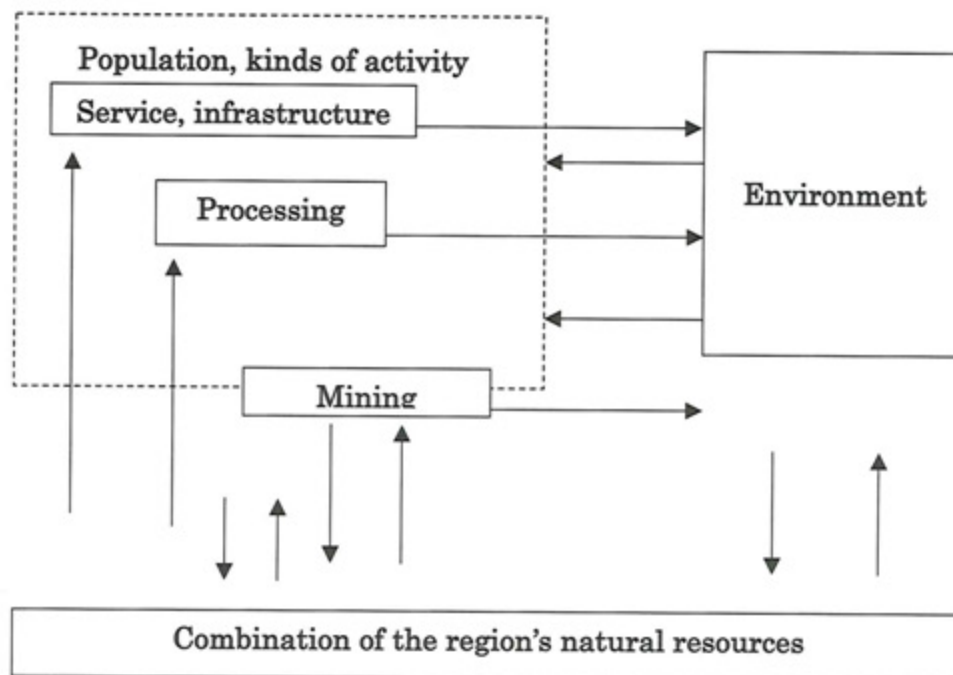 Population, kinds of activity
Service, infrastructure
Processing
Environment
Mining
Combination of the region's natural resources